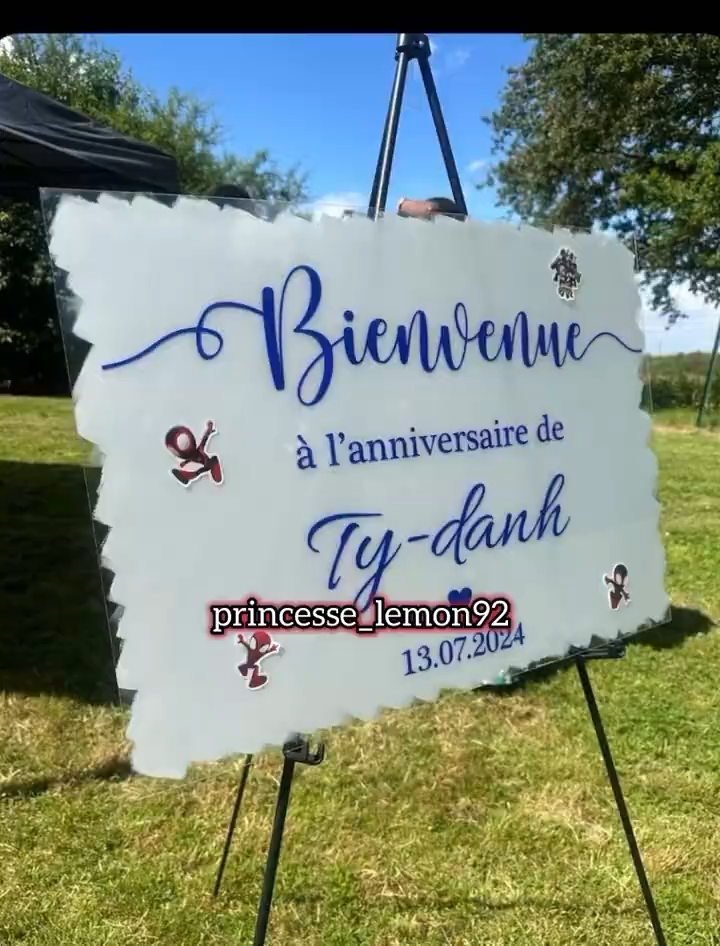 Bienvenue
à l'anniversaire de
Ty-danh
princesse_lemon92
13.07.2024